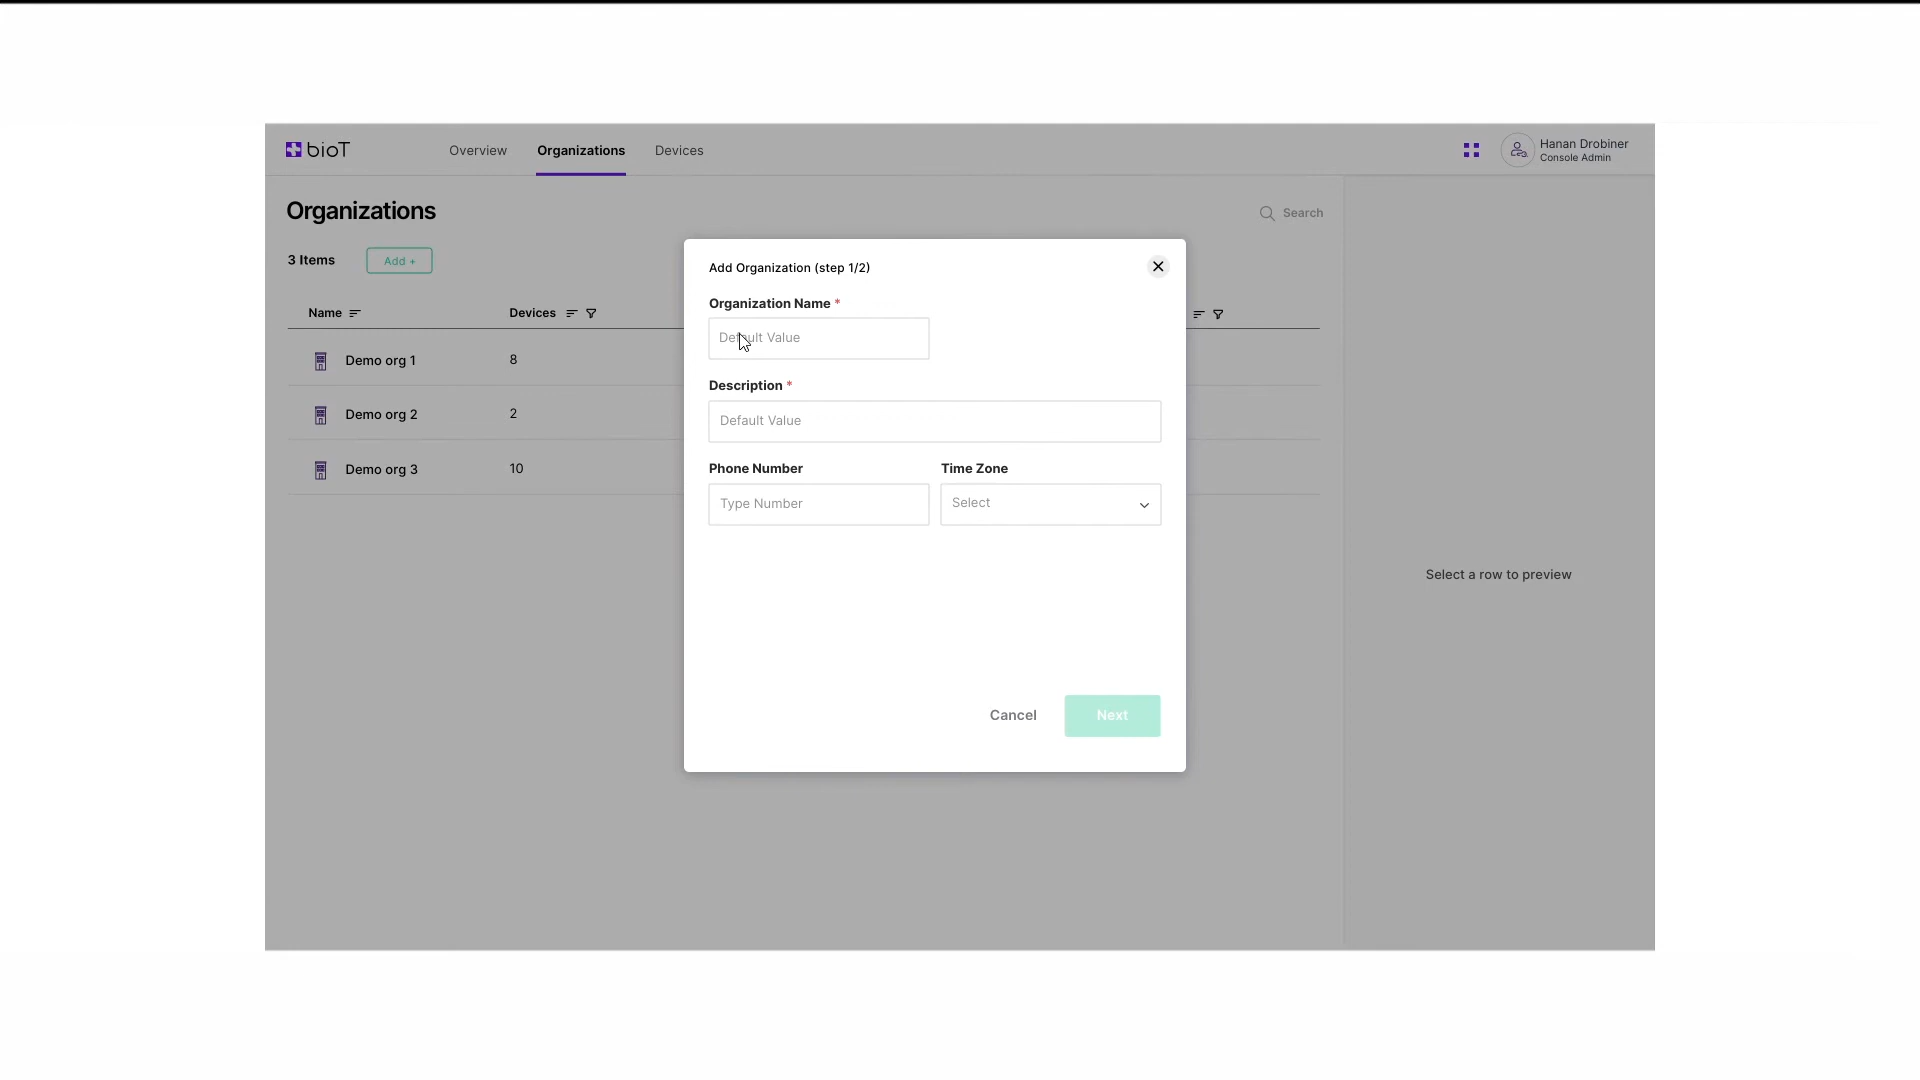 bioT
Overview
Organizations
Devices
Hanan Drobiner
Console Admin
Organizations
Search
3 Items
Add +
Name
Devices
Demo org 1
8
Demo org 2
2
Demo org 3
10
Add Organization (step 1/2)
Organization Name *
Default Value
Description *
Default Value
Phone Number
Time Zone
Type Number
Select
Cancel
Next
Select a row to preview